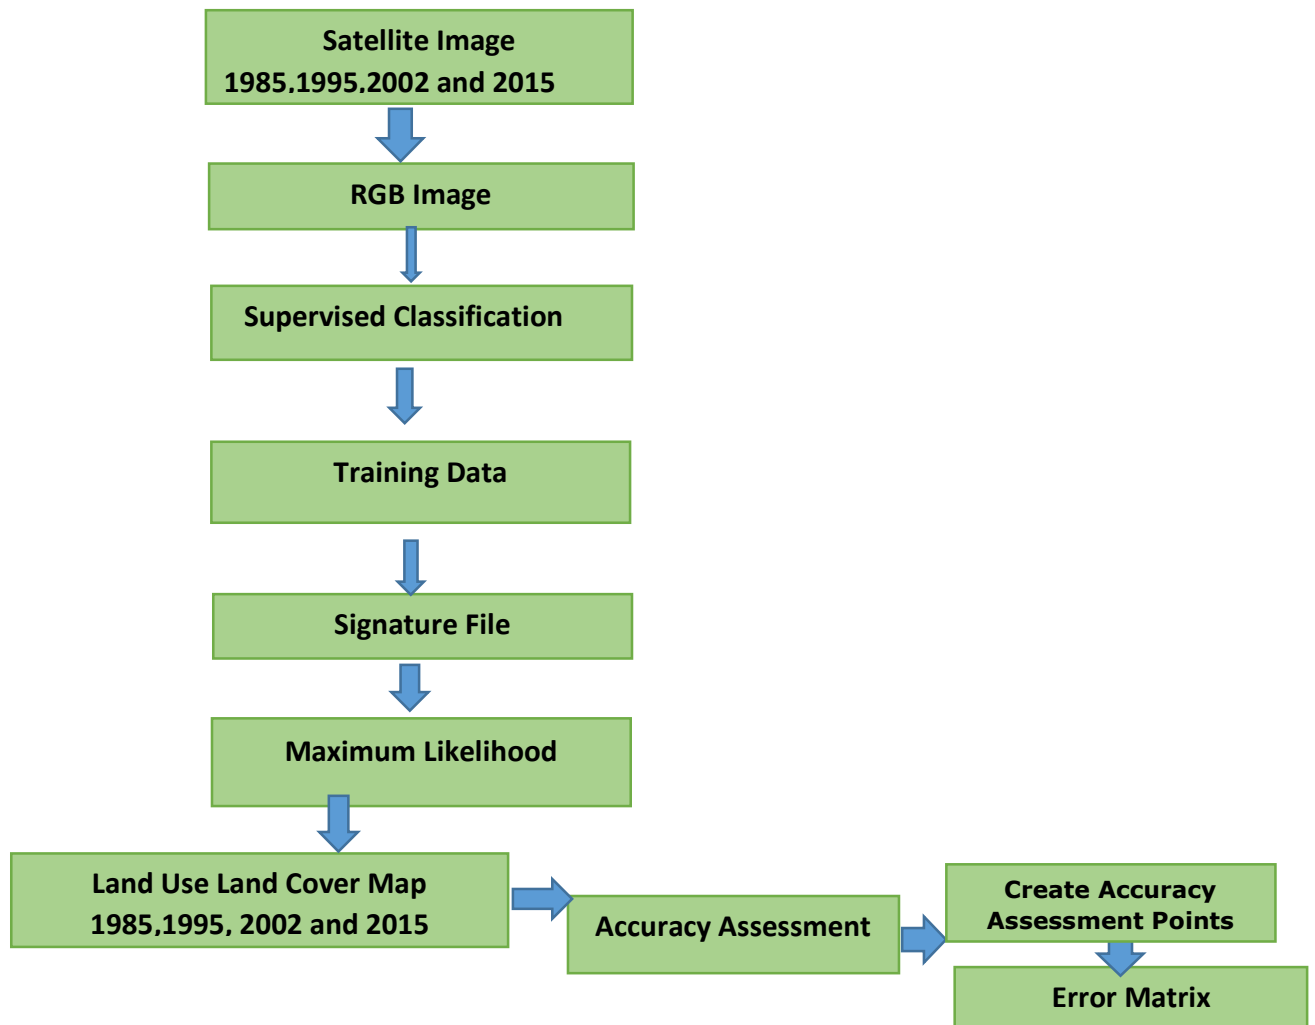 Satellite Image
1985,1995,2002 and 2015
RGB Image
Supervised Classification
Training Data
Signature File
Maximum Likelihood
Land Use Land Cover Map
1985,1995, 2002 and 2015
Accuracy Assessment
Create Accuracy
Assessment Points
Error Matrix